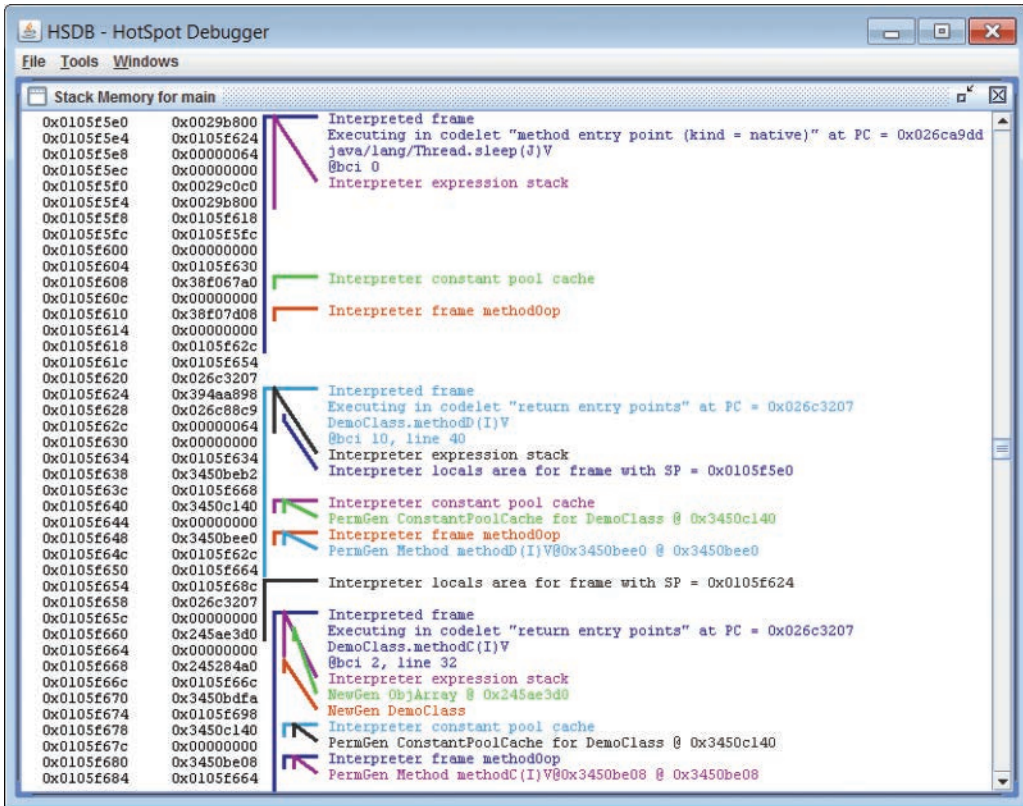 HSDB - HotSpot Debugger
File Tools Windows
Stack Memory for main
0x0105f5e0 0x0029b800 Interpreted frame
0x0105f5e4 0x0105f624 Executing in codelet "method entry point (kind = native)" at PC = 0x026ca9dd
0x0105f5e8 0x00000064 java/lang/Thread.sleep(J)V
0x0105f5ec 0x00000000 @bci 0
0x0105f5f0 0x0029c0c0 Interpreter expression stack
0x0105f5f4 0x0029b800
0x0105f5f8 0x0105f618
0x0105f5fc 0x0105f5fc
0x0105f600 0x00000000
0x0105f604 0x0105f630
0x0105f608 0x38f067a0 Interpreter constant pool cache
0x0105f60c 0x00000000
0x0105f610 0x38f07d08 Interpreter frame methodOop
0x0105f614 0x00000000
0x0105f618 0x0105f62c
0x0105f61c 0x0105f654
0x0105f620 0x026c3207
0x0105f624 0x394aa898 Interpreted frame
0x0105f628 0x026c88c9 Executing in codelet "return entry points" at PC = 0x026c3207
0x0105f62c 0x00000064 DemoClass.methodD(I)V
0x0105f630 0x00000000 @bci 10, line 40
0x0105f634 0x0105f634 Interpreter expression stack
0x0105f638 0x3450beb2 Interpreter locals area for frame with SP = 0x0105f5e0
0x0105f63c 0x0105f668
0x0105f640 0x3450c140 Interpreter constant pool cache
0x0105f644 0x00000000 PermGen ConstantPoolCache for DemoClass @ 0x3450c140
0x0105f648 0x3450bee0 Interpreter frame methodOop
0x0105f64c 0x0105f62c PermGen Method methodD(I)V@0x3450bee0 @ 0x3450bee0
0x0105f650 0x0105f664
0x0105f654 0x0105f68c Interpreter locals area for frame with SP = 0x0105f624
0x0105f658 0x026c3207
0x0105f65c 0x00000000 Interpreted frame
0x0105f660 0x245ae3d0 Executing in codelet "return entry points" at PC = 0x026c3207
0x0105f664 0x00000000 DemoClass.methodC(I)V
0x0105f668 0x245284a0 @bci 2, line 32
0x0105f66c 0x0105f66c Interpreter expression stack
0x0105f670 0x3450bdfa NewGen ObjArray @ 0x245ae3d0
0x0105f674 0x0105f698 NewGen DemoClass
0x0105f678 0x3450c140 Interpreter constant pool cache
0x0105f67c 0x00000000 PermGen ConstantPoolCache for DemoClass @ 0x3450c140
0x0105f680 0x3450be08 Interpreter frame methodOop
0x0105f684 0x0105f664 PermGen Method methodC(I)V@0x3450be08 @ 0x3450be08